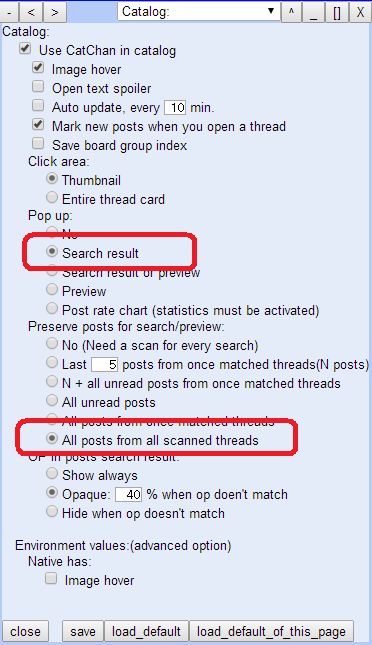 - < > Catalog: ▼ ^ _ [] X
Catalog:
Use CatChan in catalog
Image hover
Open text spoiler
Auto update, every 10 min.
Mark new posts when you open a thread
Save board group index
Click area:
Thumbnail
Entire thread card
Pop up:
No
Search result
Search result or preview
Preview
Post rate chart (statistics must be activated)
Preserve posts for search/preview:
No (Need a scan for every search)
Last 5 posts from once matched threads(N posts)
N + all unread posts from once matched threads
All unread posts
All posts from once matched threads
All posts from all scanned threads
OP in posts search result:
Show always
Opaque: 40 % when op doen't match
Hide when op doesn't match
Environment values:(advanced option)
Native has:
Image hover
close save load_default load_default_of_this_page